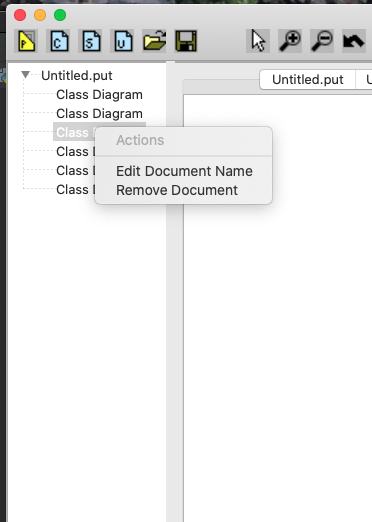 P C S U
Untitled.put
Untitled.put
Class Diagram
Class Diagram
Class
Actions
Class
Edit Document Name
Class
Remove Document
Class